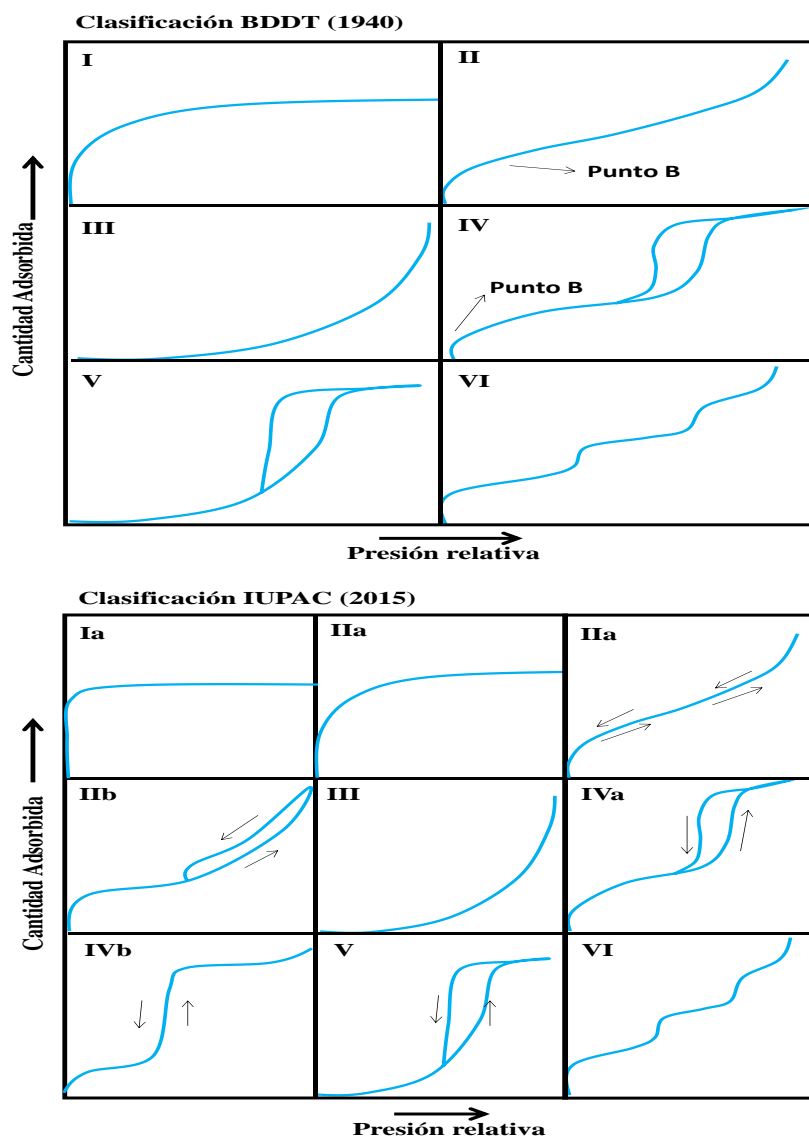 Clasificación BDDT (1940)
I
II
Punto B
III
IV
Punto B
V
VI
Cantidad Adsorbida
Presión relativa
Clasificación IUPAC (2015)
Ia
IIa
IIa
IIb
III
IVa
IVb
V
VI
Cantidad Adsorbida
Presión relativa